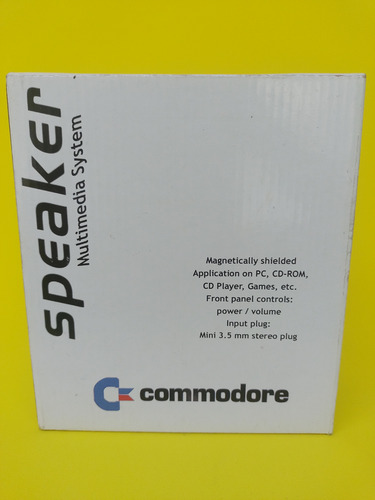 speaker
Multimedia System
Magnetically shielded
Application on PC, CD-ROM,
CD Player, Games, etc.
Front panel controls:
power / volume
Input plug:
Mini 3.5 mm stereo plug
commodore